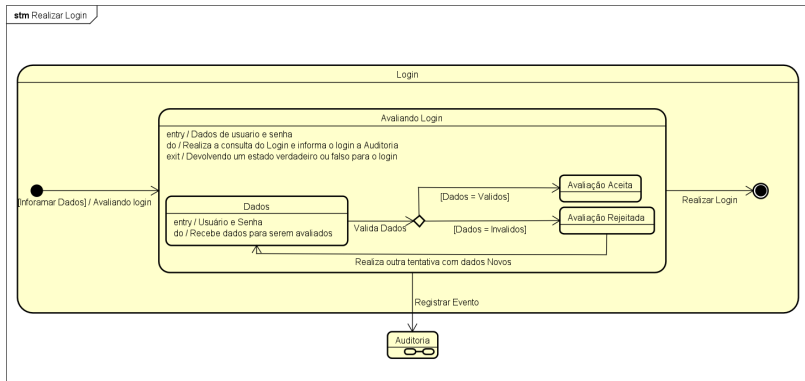 stm Realizar Login
Login
Avaliando Login
entry / Dados de usuario e senha
do / Realiza a consulta do Login e informa o login a Auditoria
exit / Devolvendo um estado verdadeiro ou falso para o login
[Inforamar Dados] / Avaliando login
Dados
entry / Usuário e Senha
do / Recebe dados para serem avaliados
Valida Dados
[Dados = Validos]
Avaliação Aceita
[Dados = Invalidos]
Avaliação Rejeitada
Realiza outra tentativa com dados Novos
Realizar Login
Registrar Evento
Auditoria